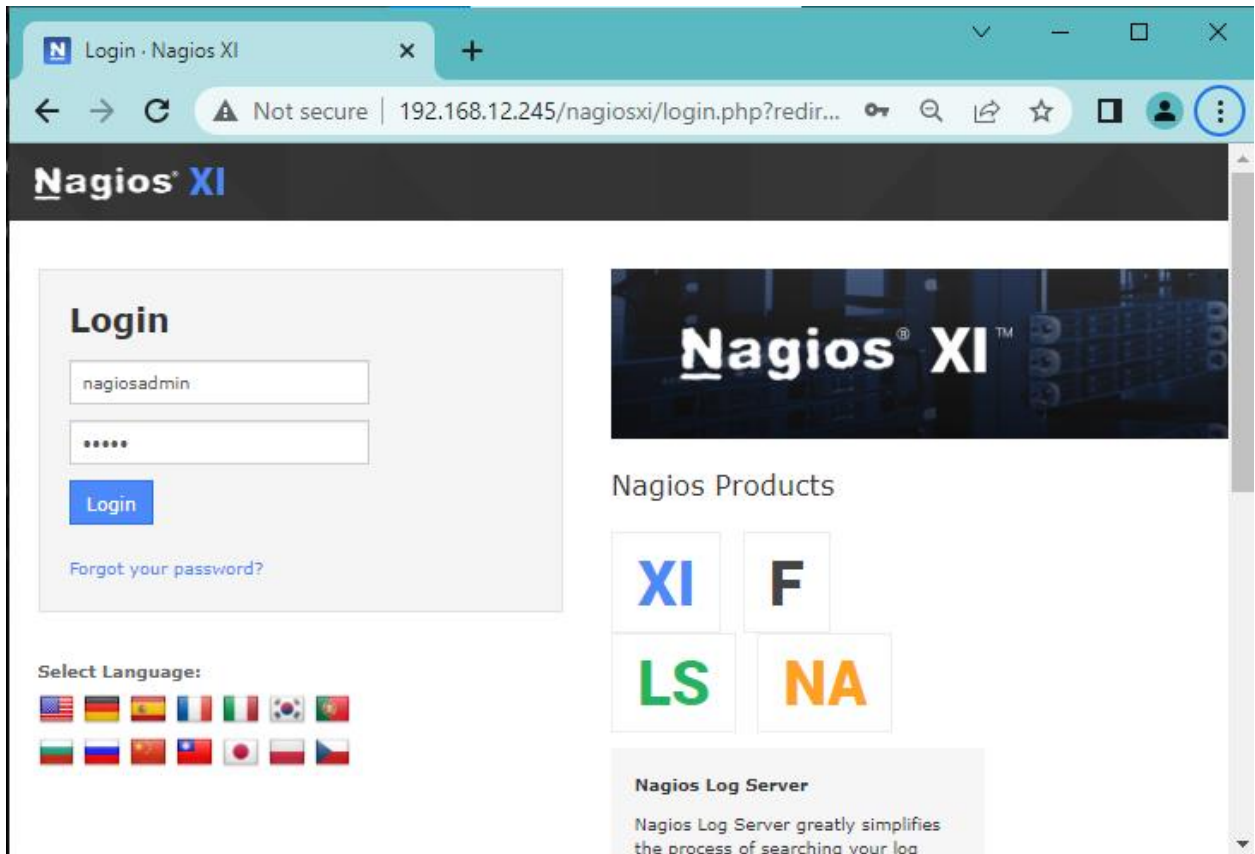 Login · Nagios XI
Not secure | 192.168.12.245/nagiosxi/login.php?redir...
Nagios® XI
Login
nagiosadmin
•••••
Login
Forgot your password?
Select Language:
Nagios® XI™
Nagios Products
XI F
LS NA
Nagios Log Server
Nagios Log Server greatly simplifies
the process of searching your log